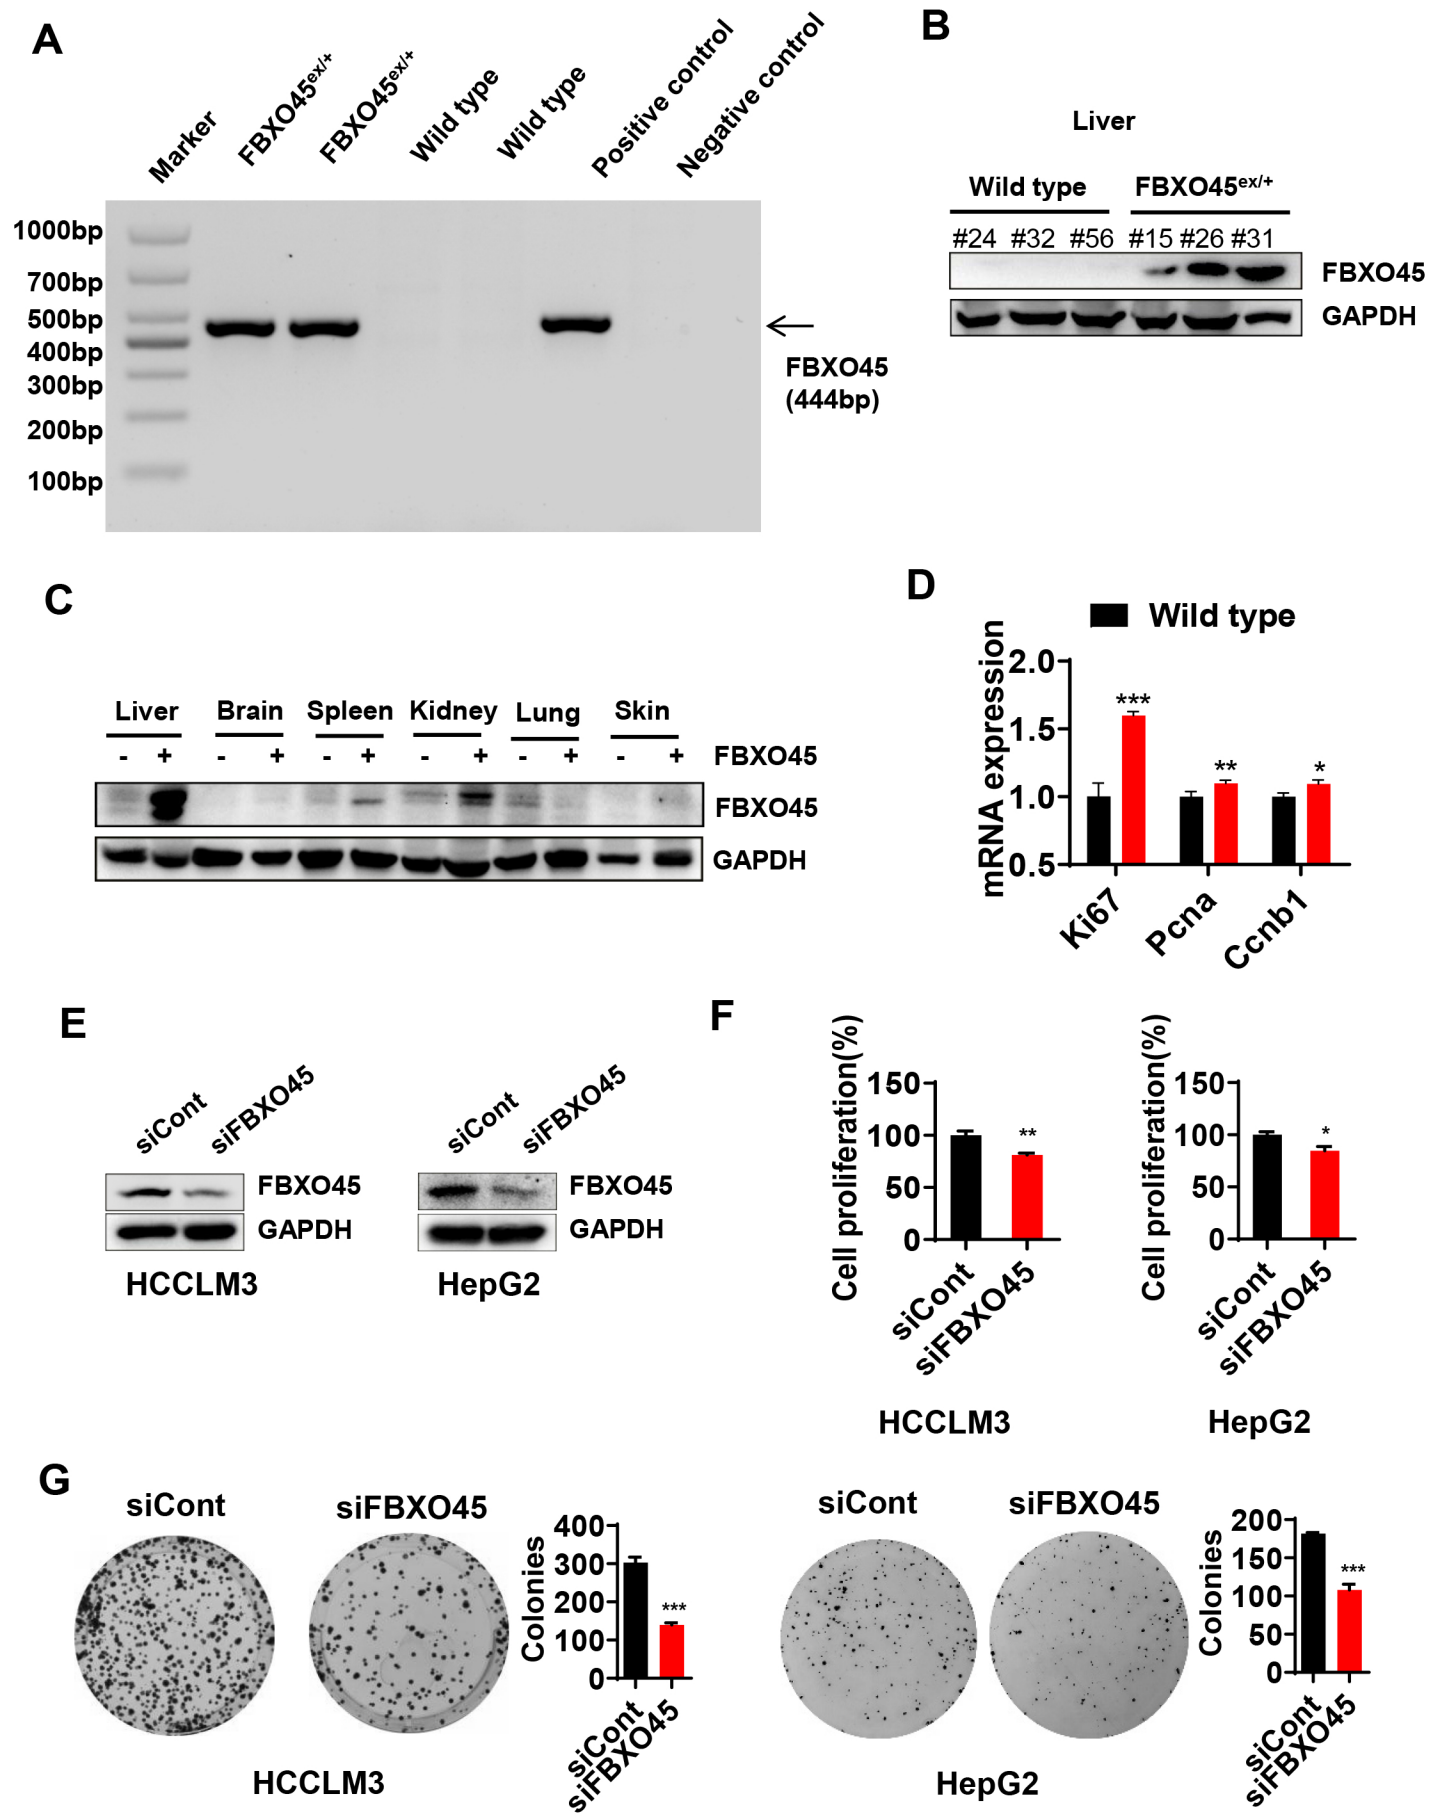 A
Marker
FBXO45ex/+
FBXO45ex/+
Wild type
Wild type
Positive control
Negative control
1000bp
700bp
500bp
400bp
300bp
200bp
100bp
FBXO45
(444bp)
B
Liver
Wild type FBXO45ex/+
#24 #32 #56 #15 #26 #31
FBXO45
GAPDH
C
Liver Brain Spleen Kidney Lung Skin
- + - + - + - + - + - + FBXO45
FBXO45
GAPDH
D
Wild type
mRNA expression
2.0
1.5
1.0
0.5
***
**
*
Ki67
Pcna
Ccnb1
E
siCont
siFBXO45
FBXO45
GAPDH
HCCLM3
siCont
siFBXO45
FBXO45
GAPDH
HepG2
F
Cell proliferation(%)
150
100
50
0
**
siCont
siFBXO45
HCCLM3
Cell proliferation(%)
150
100
50
0
*
siCont
siFBXO45
HepG2
G
siCont
siFBXO45
Colonies
400
300
200
100
0
***
siCont
siFBXO45
HCCLM3
siCont
siFBXO45
Colonies
200
150
100
50
0
***
siCont
siFBXO45
HepG2